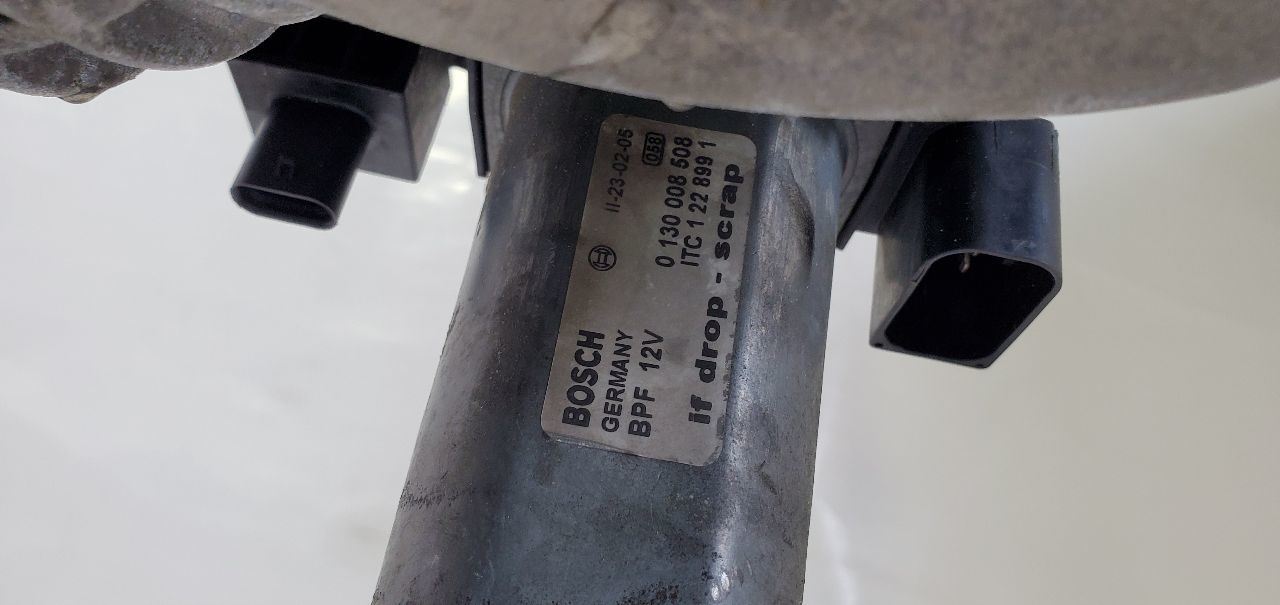 BOSCH
GERMANY
BPF 12V
II-23-02-05
058
0 130 008 508
ITC 1 22 899 1
if drop - scrap